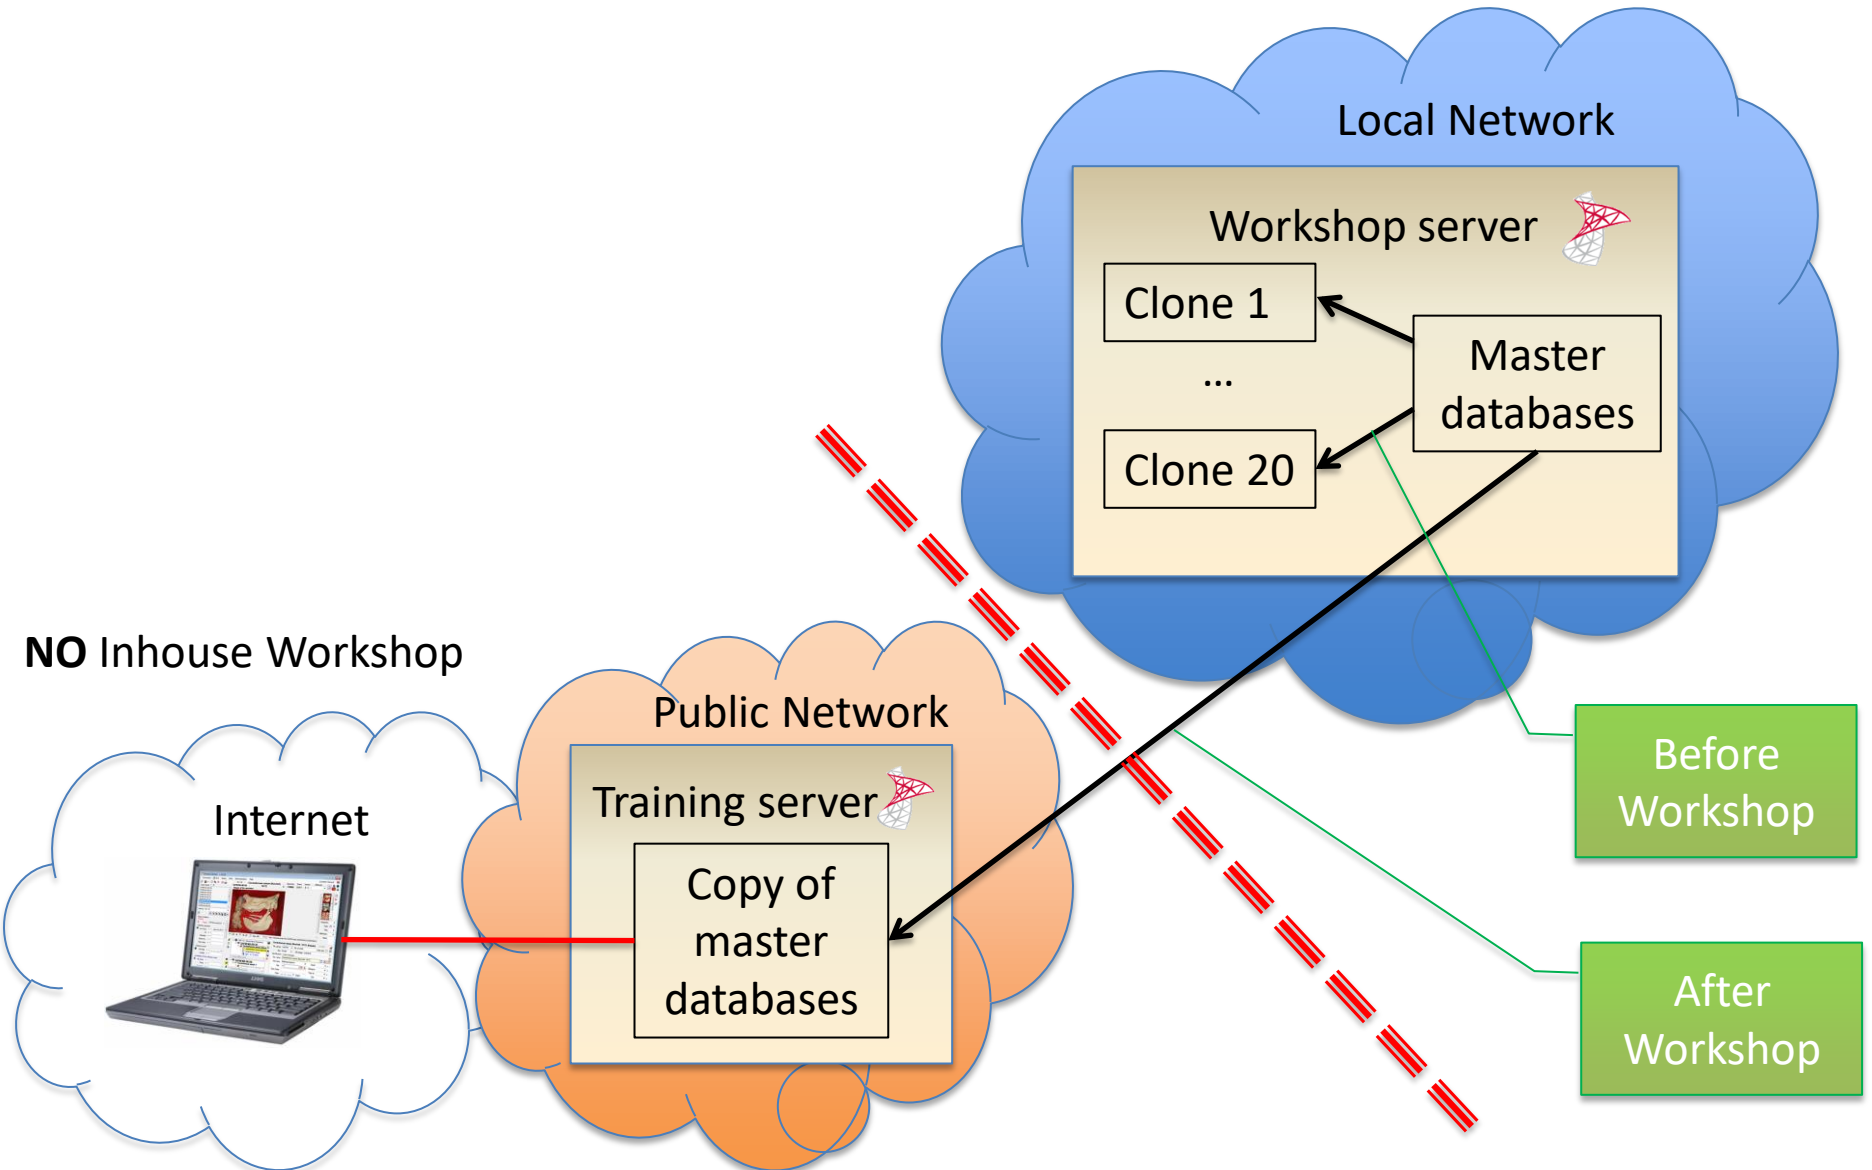 Local Network
Workshop server
Clone 1
...
Clone 20
Master
databases
NO Inhouse Workshop
Public Network
Training server
Copy of
master
databases
Internet
Before
Workshop
After
Workshop